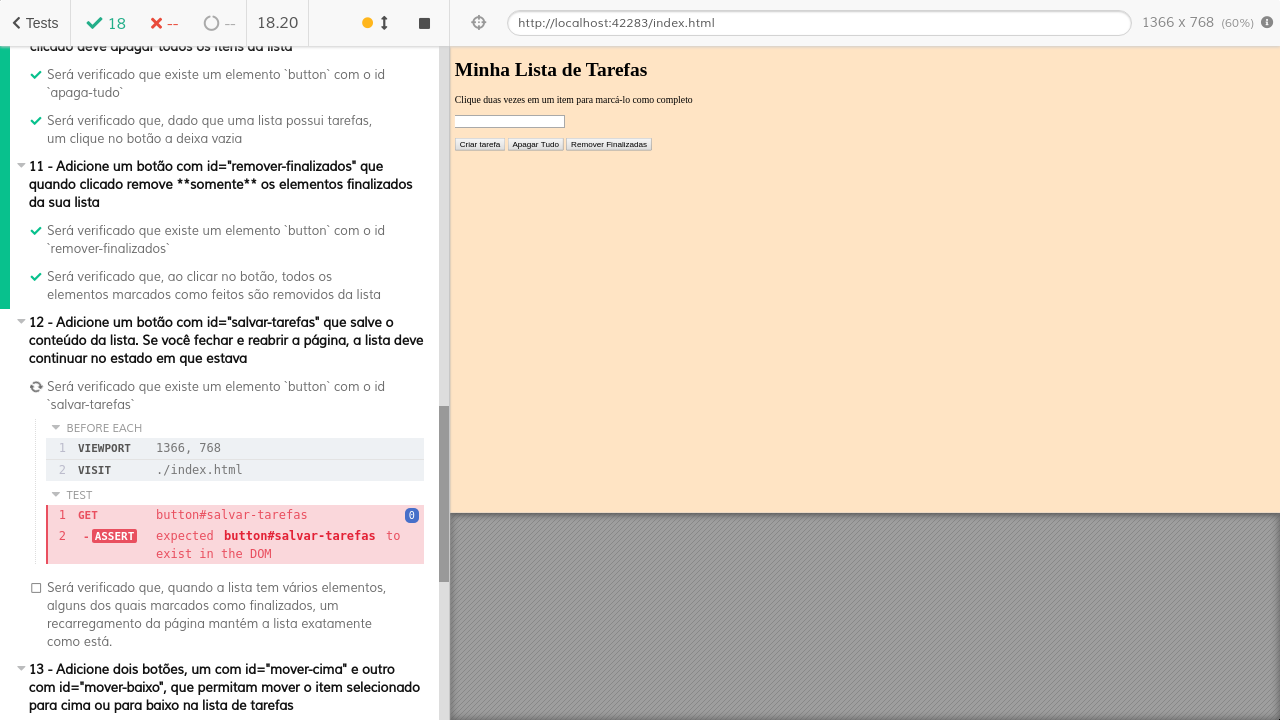 Tests
18
--
--
18.20
http://localhost:42283/index.html
1366 x 768 (60%)
clicado deve apagar todos os itens da lista
Será verificado que existe um elemento `button` com o id
`apaga-tudo`
Será verificado que, dado que uma lista possui tarefas,
um clique no botão a deixa vazia
11 - Adicione um botão com id="remover-finalizados" que
quando clicado remove **somente** os elementos finalizados
da sua lista
Será verificado que existe um elemento `button` com o id
`remover-finalizados`
Será verificado que, ao clicar no botão, todos os
elementos marcados como feitos são removidos da lista
12 - Adicione um botão com id="salvar-tarefas" que salve o
conteúdo da lista. Se você fechar e reabrir a página, a lista deve
continuar no estado em que estava
Será verificado que existe um elemento `button` com o id
`salvar-tarefas`
BEFORE EACH
1 VIEWPORT 1366, 768
2 VISIT ./index.html
TEST
1 GET button#salvar-tarefas 0
2 -ASSERT expected button#salvar-tarefas to
exist in the DOM
Será verificado que, quando a lista tem vários elementos,
alguns dos quais marcados como finalizados, um
recarregamento da página mantém a lista exatamente
como está.
13 - Adicione dois botões, um com id="mover-cima" e outro
com id="mover-baixo", que permitam mover o item selecionado
para cima ou para baixo na lista de tarefas
Minha Lista de Tarefas
Clique duas vezes em um item para marcá-lo como completo
Criar tarefa Apagar Tudo Remover Finalizadas